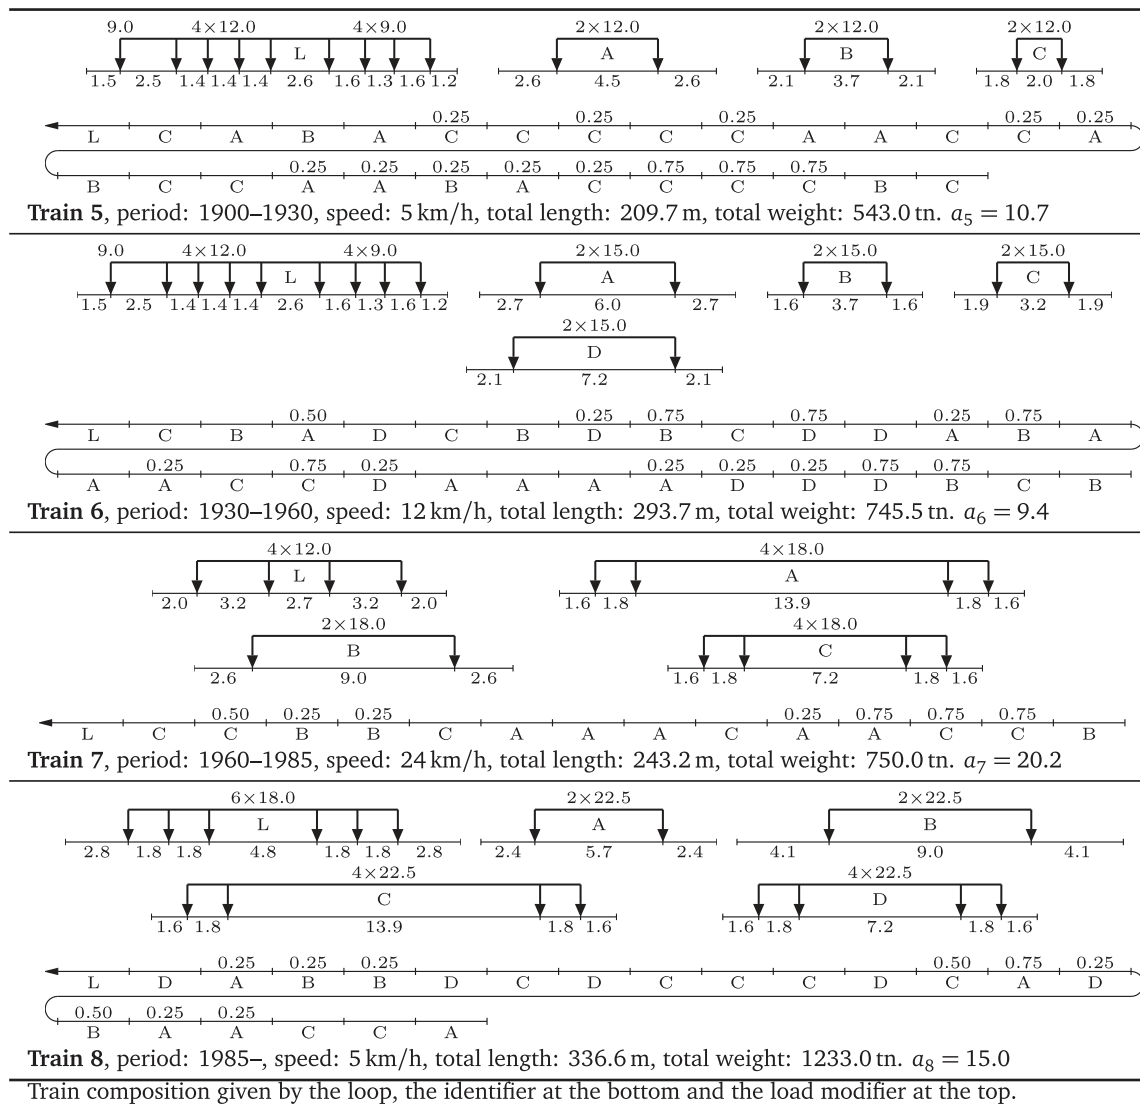 9.0 4×12.0 4×9.0 2×12.0 2×12.0 2×12.0
L A B C
1.5 2.5 1.4 1.4 1.4 2.6 1.6 1.3 1.6 1.2 2.6 4.5 2.6 2.1 3.7 2.1 1.8 2.0 1.8
0.25 0.25 0.25 0.25 0.25
L C A B A C C C C C A A C C A
0.25 0.25 0.25 0.25 0.25 0.75 0.75 0.75
B C C A A B A C C C C B C
Train 5, period: 1900–1930, speed: 5 km/h, total length: 209.7 m, total weight: 543.0 tn. a₅ = 10.7
9.0 4×12.0 4×9.0 2×15.0 2×15.0 2×15.0
L A B C
1.5 2.5 1.4 1.4 1.4 2.6 1.6 1.3 1.6 1.2 2.7 6.0 2.7 1.6 3.7 1.6 1.9 3.2 1.9
2×15.0
D
2.1 7.2 2.1
0.50 0.25 0.75 0.75 0.25 0.75
L C B A D C B D B C D D A B A
0.25 0.75 0.25 0.25 0.25 0.25 0.75 0.75
A A C C D A A A A D D D B C B
Train 6, period: 1930–1960, speed: 12 km/h, total length: 293.7 m, total weight: 745.5 tn. a₆ = 9.4
4×12.0 4×18.0
L A
2.0 3.2 2.7 3.2 2.0 1.6 1.8 13.9 1.8 1.6
2×18.0 4×18.0
B C
2.6 9.0 2.6 1.6 1.8 7.2 1.8 1.6
0.50 0.25 0.25 0.25 0.75 0.75 0.75
L C C B B C A A A C A A C C B
Train 7, period: 1960–1985, speed: 24 km/h, total length: 243.2 m, total weight: 750.0 tn. a₇ = 20.2
6×18.0 2×22.5 2×22.5
L A B
2.8 1.8 1.8 4.8 1.8 1.8 2.8 2.4 5.7 2.4 4.1 9.0 4.1
4×22.5 4×22.5
C D
1.6 1.8 13.9 1.8 1.6 1.6 1.8 7.2 1.8 1.6
0.25 0.25 0.25 0.50 0.75 0.25
L D A B B D C D C C C D C A D
0.50 0.25 0.25
B A A C C A
Train 8, period: 1985–, speed: 5 km/h, total length: 336.6 m, total weight: 1233.0 tn. a₈ = 15.0
Train composition given by the loop, the identifier at the bottom and the load modifier at the top.